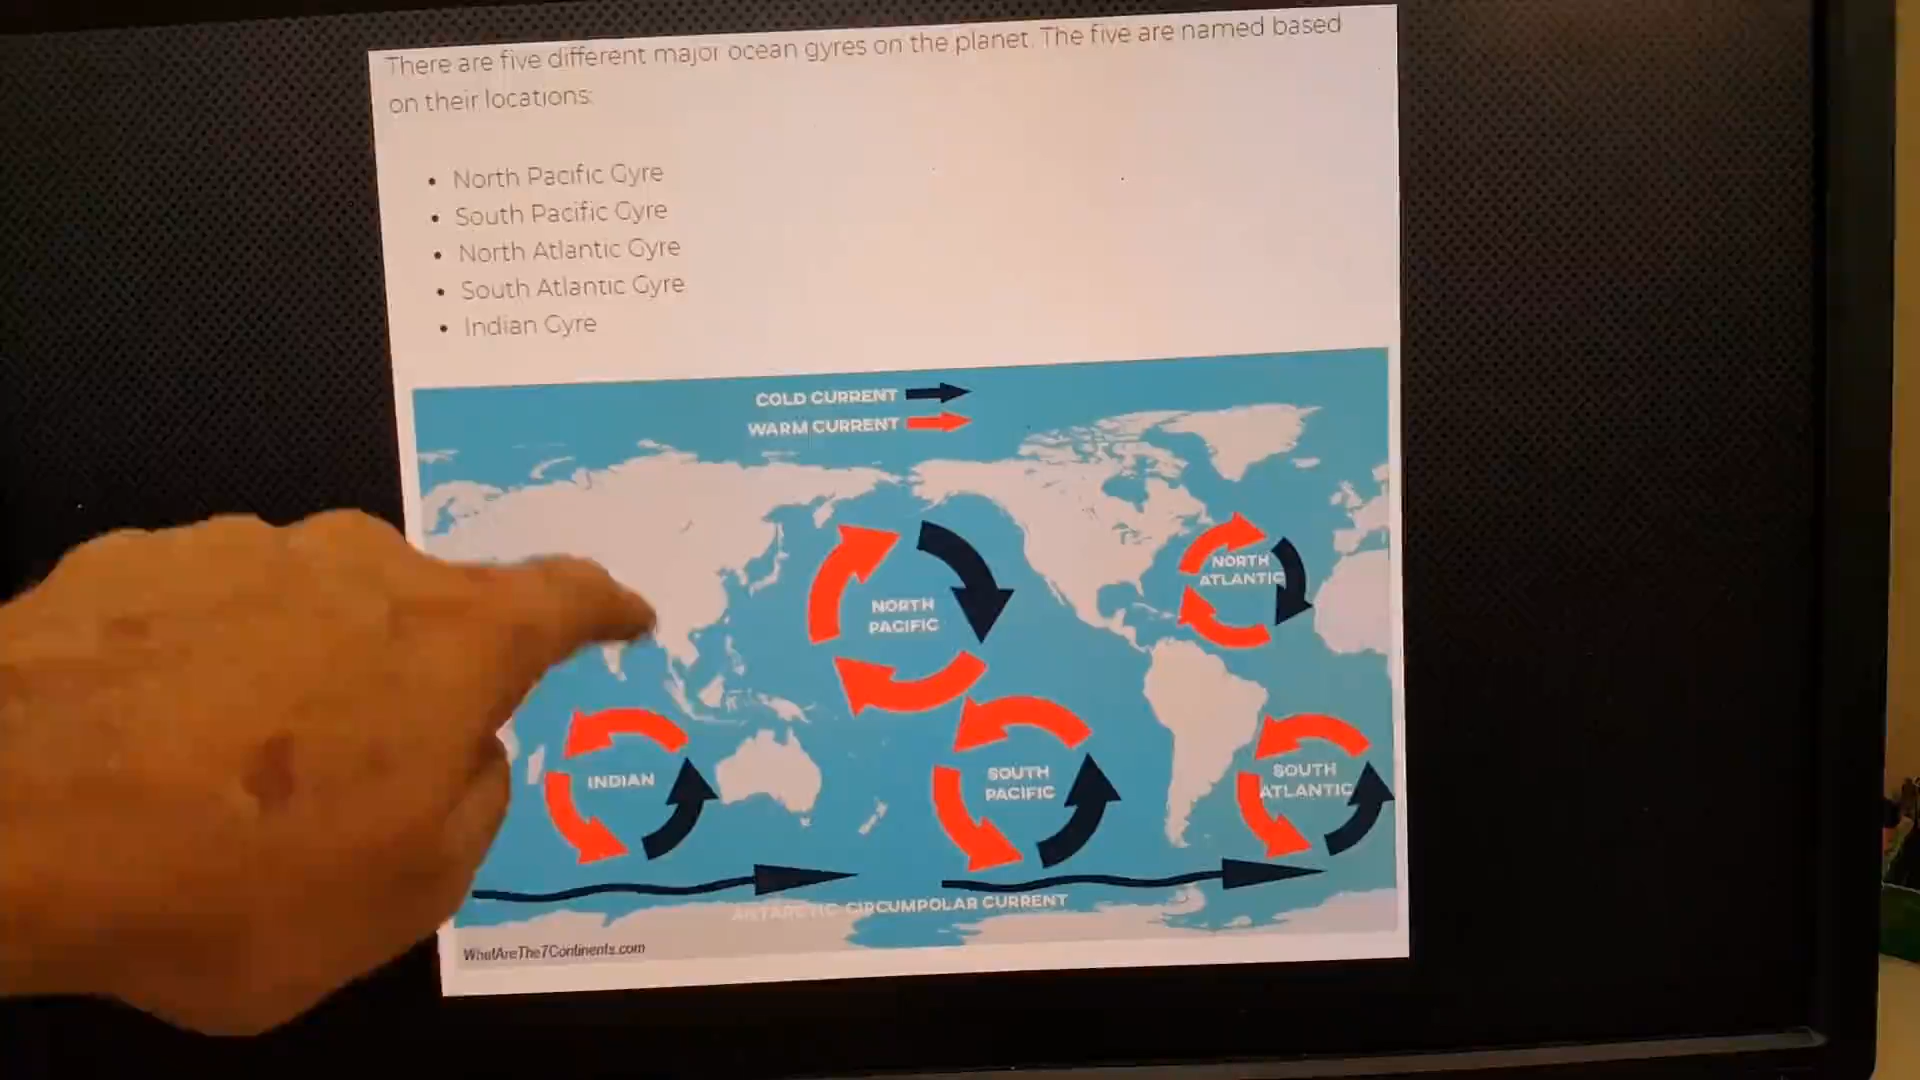 There are five different major ocean gyres on the planet. The five are named based
on their locations:
• North Pacific Gyre
• South Pacific Gyre
• North Atlantic Gyre
• South Atlantic Gyre
• Indian Gyre
COLD CURRENT
WARM CURRENT
NORTH
PACIFIC
NORTH
ATLANTIC
INDIAN
SOUTH
PACIFIC
SOUTH
ATLANTIC
ANTARCTIC CIRCUMPOLAR CURRENT
WhatAreThe7Continents.com